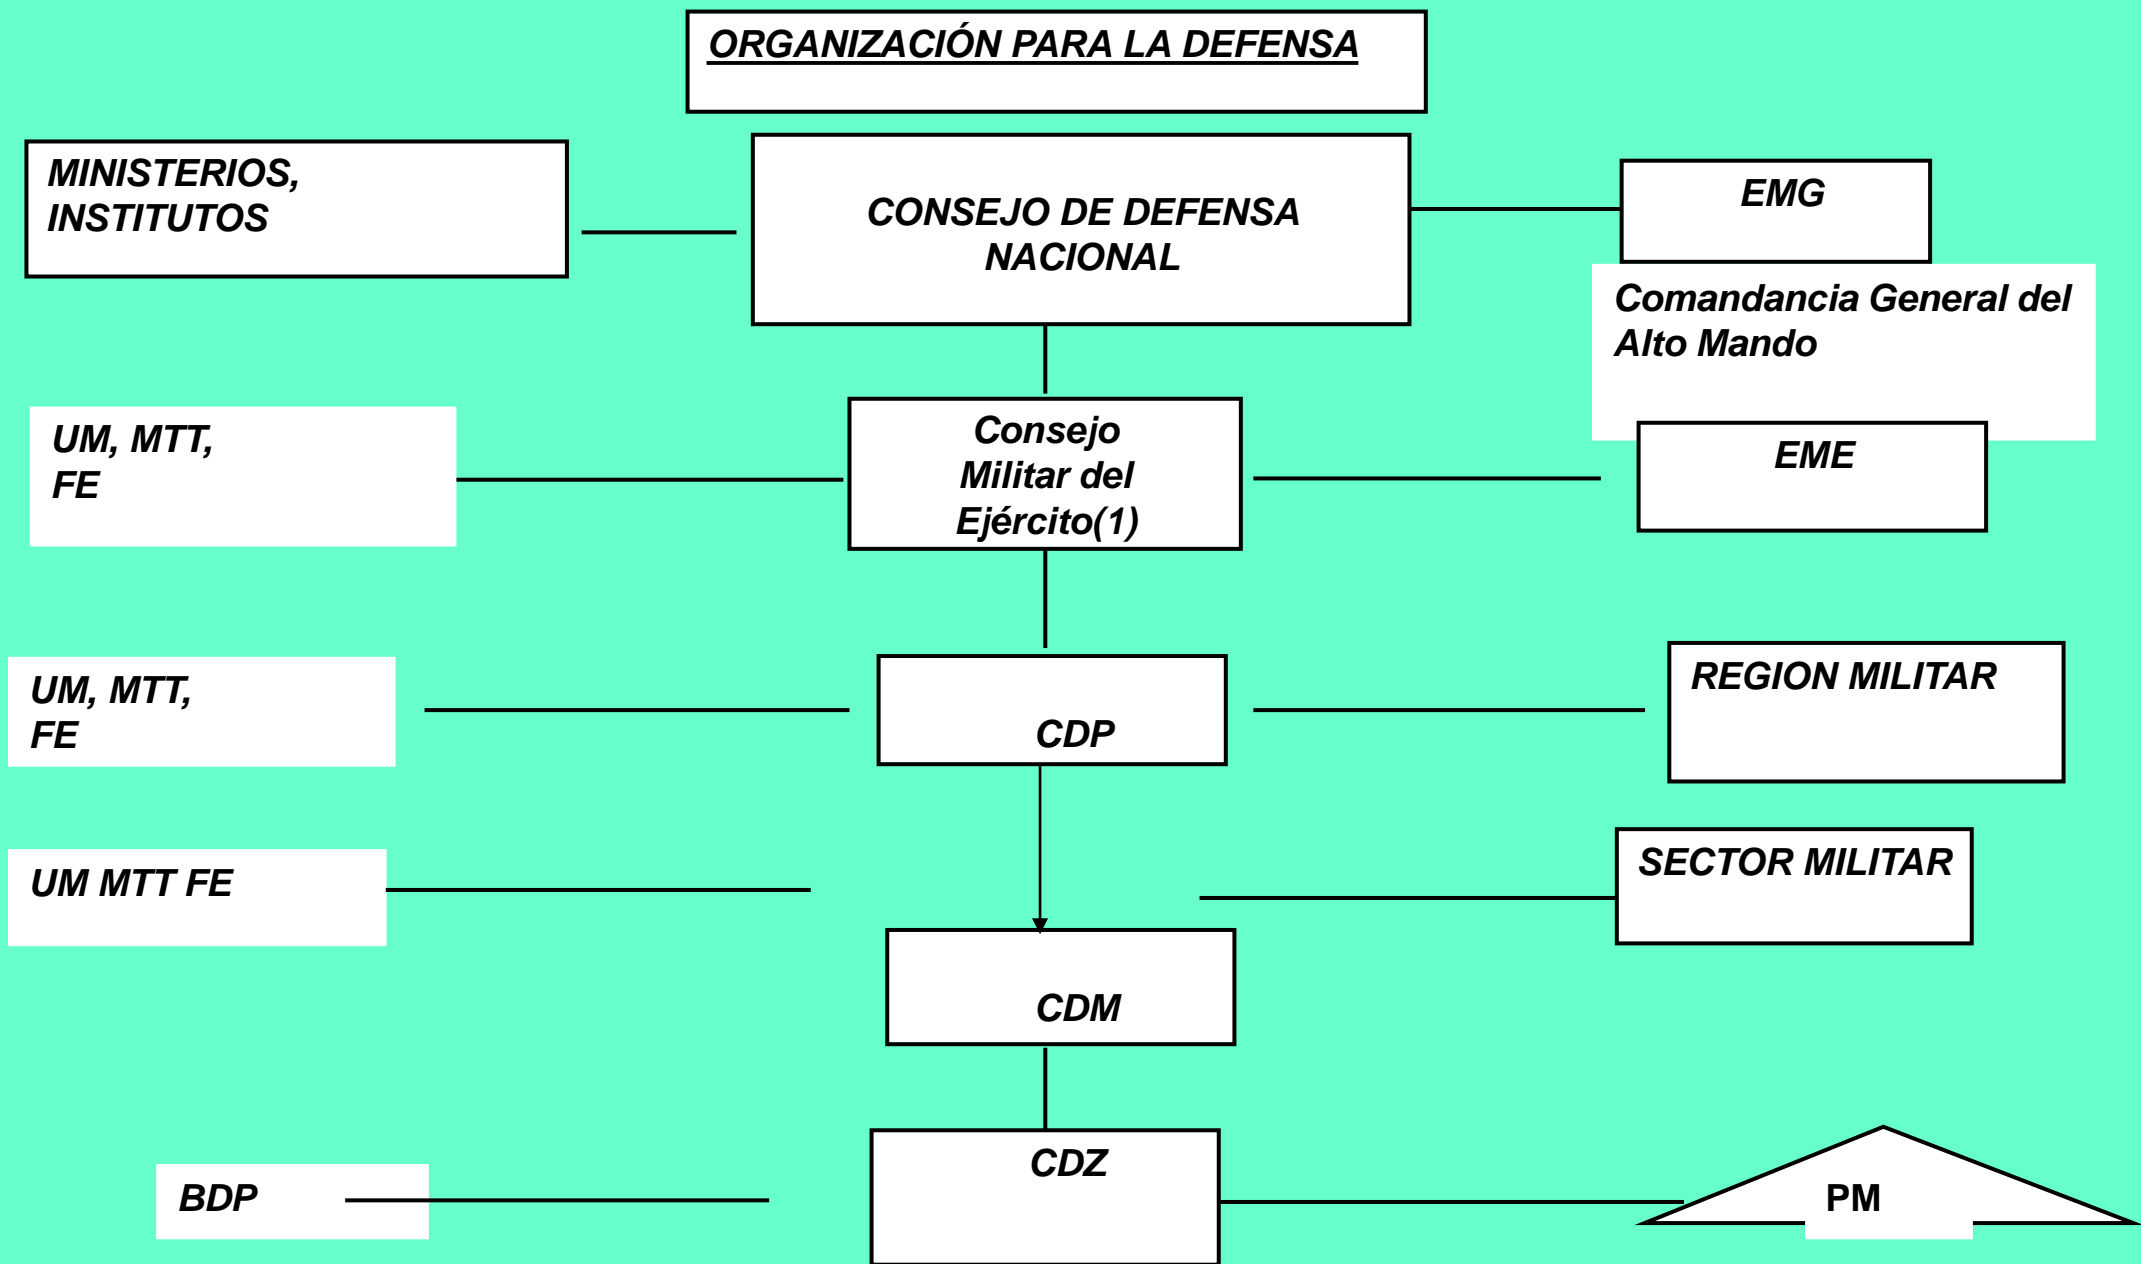 ORGANIZACIÓN PARA LA DEFENSA
MINISTERIOS,
INSTITUTOS
CONSEJO DE DEFENSA
NACIONAL
EMG
Comandancia General del
Alto Mando
UM, MTT,
FE
Consejo
Militar del
Ejército(1)
EME
UM, MTT,
FE
CDP
REGION MILITAR
UM MTT FE
SECTOR MILITAR
CDM
CDZ
BDP
PM